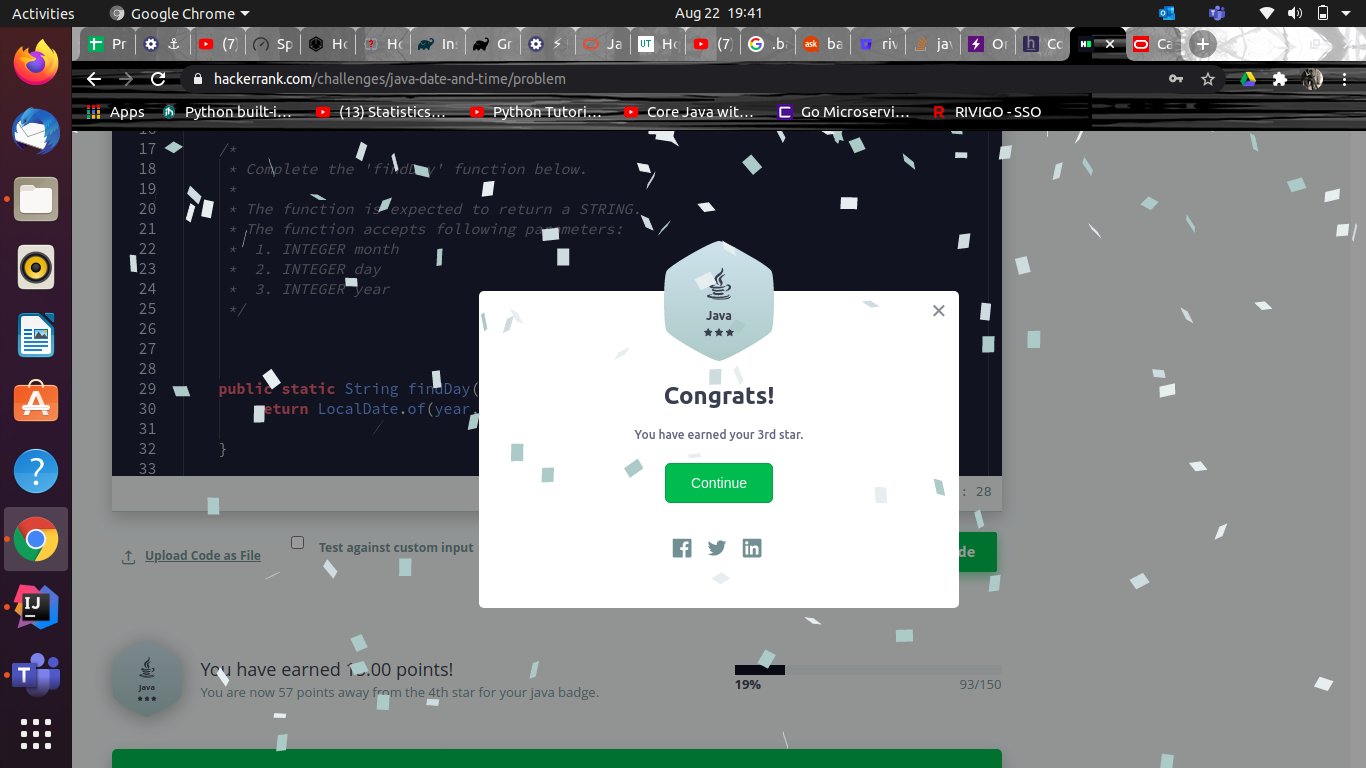 Activities
Google Chrome
Aug 22 19:41
Pr
(7)
Sp
Ho
Ho
In
Gr
Ja
UT
Ho
(7)
.ba
ask
ba
riv
jav
Or
h
Co
Ca
hackerrank.com/challenges/java-date-and-time/problem
Apps
Python built-i…
(13) Statistics…
Python Tutori…
Core Java wit…
Go Microservi…
R
RIVIGO - SSO
16
17 /*
18 * Complete the 'findDay' function below.
19 *
20 * The function is expected to return a STRING.
21 * The function accepts following parameters:
22 * 1. INTEGER month
23 * 2. INTEGER day
24 * 3. INTEGER year
25 */
26
27
28
29 public static String findDay(
30 return LocalDate.of(year,
31
32 }
33
: 28
Java
Congrats!
You have earned your 3rd star.
Continue
Upload Code as File
Test against custom input
de
Java
You have earned 15.00 points!
You are now 57 points away from the 4th star for your java badge.
19%
93/150
IJ
T